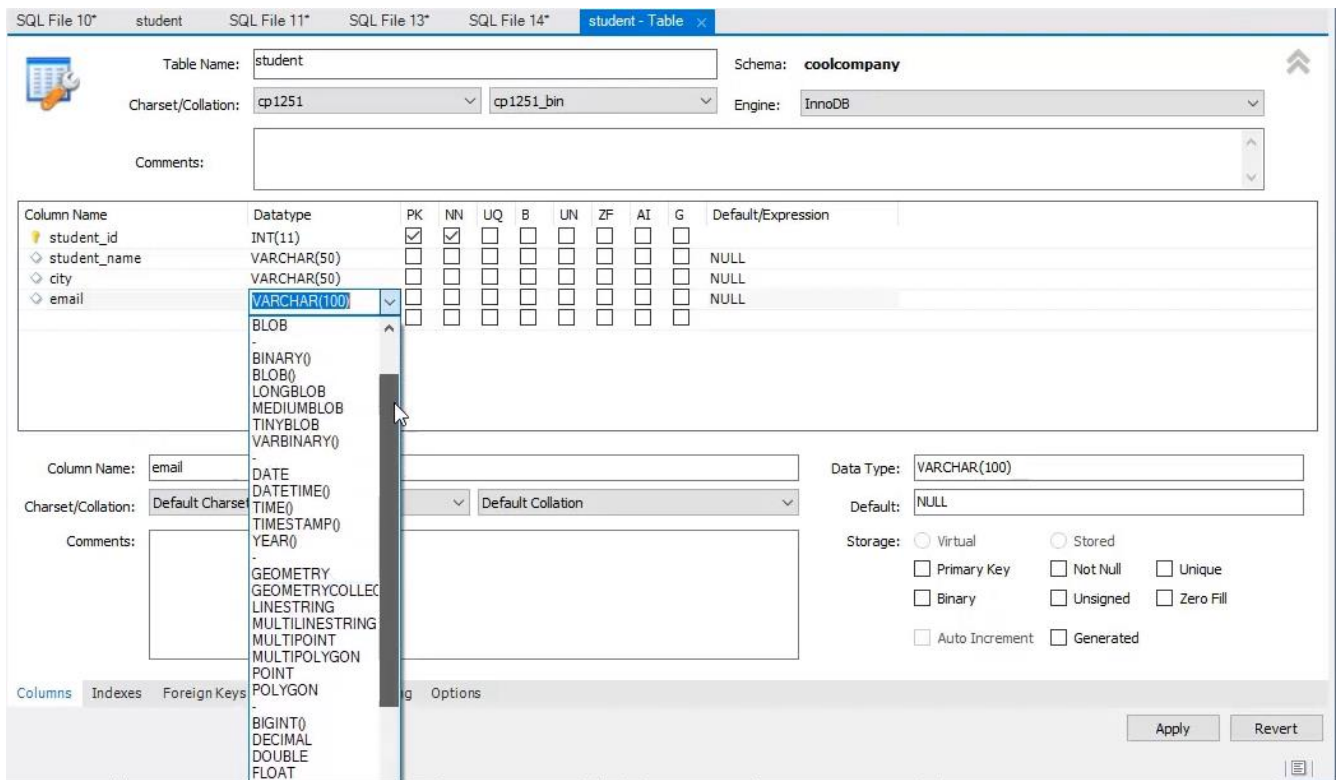 SQL File 10* student SQL File 11* SQL File 13* SQL File 14* student - Table
Table Name: student Schema: coolcompany
Charset/Collation: cp1251 cp1251_bin Engine: InnoDB
Comments:
Column Name Datatype PK NN UQ B UN ZF AI G Default/Expression
student_id INT(11)
student_name VARCHAR(50) NULL
city VARCHAR(50) NULL
email VARCHAR(100) NULL
BLOB
-
BINARY()
BLOB()
LONGBLOB
MEDIUMBLOB
TINYBLOB
VARBINARY()
-
DATE
DATETIME()
TIME()
TIMESTAMP()
YEAR()
-
GEOMETRY
GEOMETRYCOLLEC
LINESTRING
MULTILINESTRING
MULTIPOINT
MULTIPOLYGON
POINT
POLYGON
-
BIGINT()
DECIMAL
DOUBLE
FLOAT
Column Name: email Data Type: VARCHAR(100)
Charset/Collation: Default Charset Default Collation Default: NULL
Comments: Storage: Virtual Stored
Primary Key Not Null Unique
Binary Unsigned Zero Fill
Auto Increment Generated
Columns Indexes Foreign Keys Options
Apply Revert